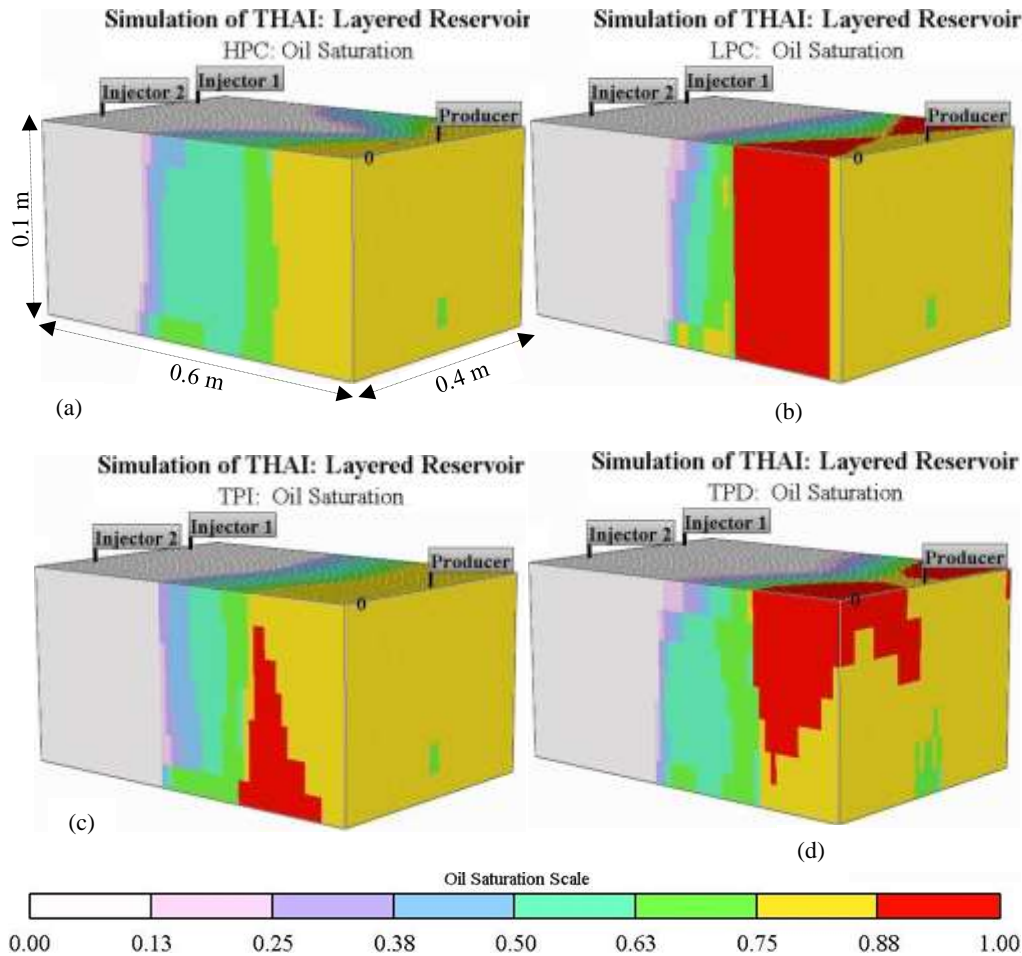 Simulation of THAI: Layered Reservoir
HPC: Oil Saturation
Injector 2
Injector 1
Producer
0
0.1 m
0.6 m
0.4 m
(a)
Simulation of THAI: Layered Reservoir
LPC: Oil Saturation
Injector 2
Injector 1
Producer
0
(b)
Simulation of THAI: Layered Reservoir
TPI: Oil Saturation
Injector 2
Injector 1
Producer
0
(c)
Simulation of THAI: Layered Reservoir
TPD: Oil Saturation
Injector 2
Injector 1
Producer
0
(d)
Oil Saturation Scale
0.00 0.13 0.25 0.38 0.50 0.63 0.75 0.88 1.00